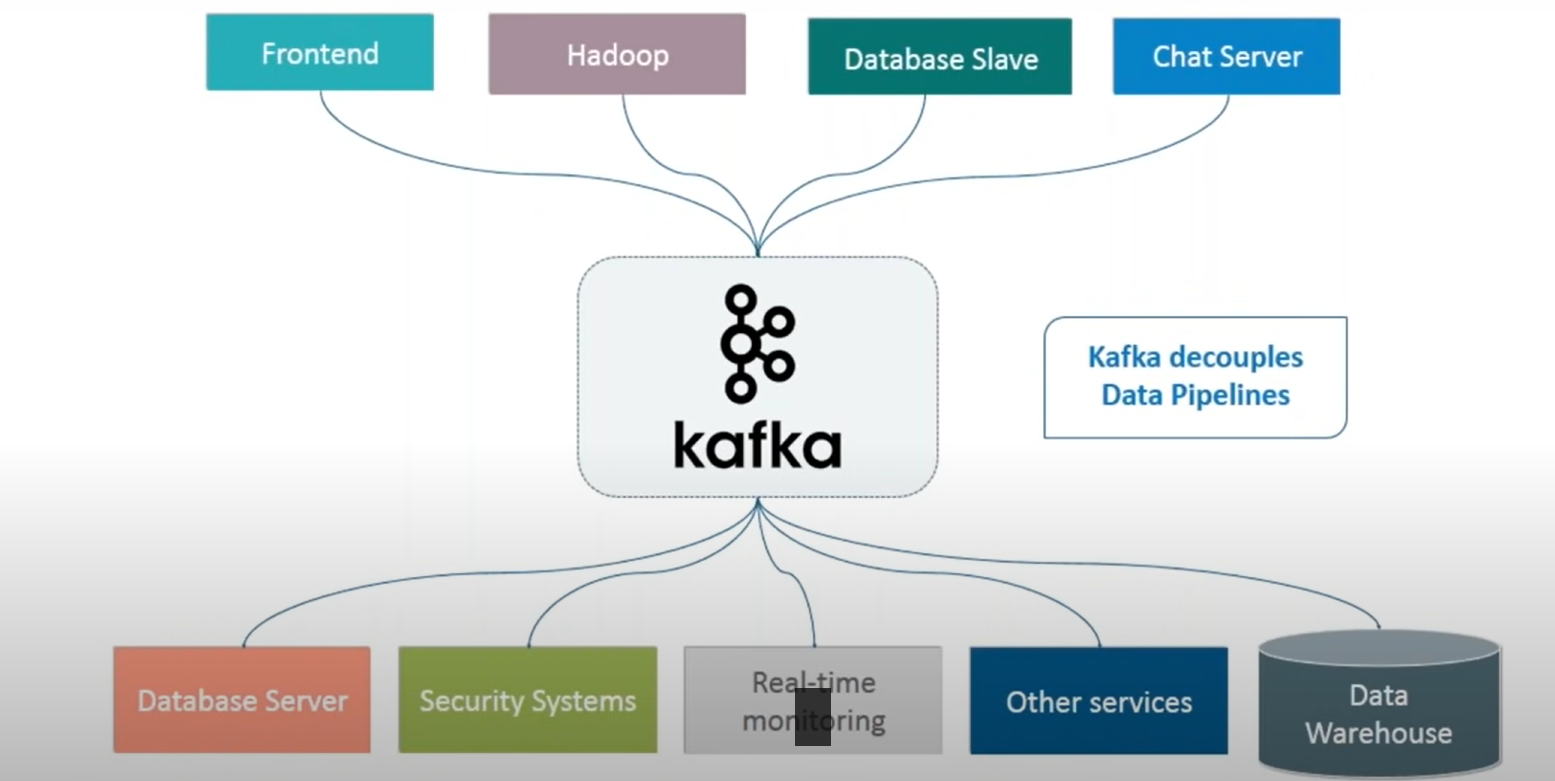 Frontend
Hadoop
Database Slave
Chat Server
kafka
Kafka decouples
Data Pipelines
Database Server
Security Systems
Real-time
monitoring
Other services
Data
Warehouse